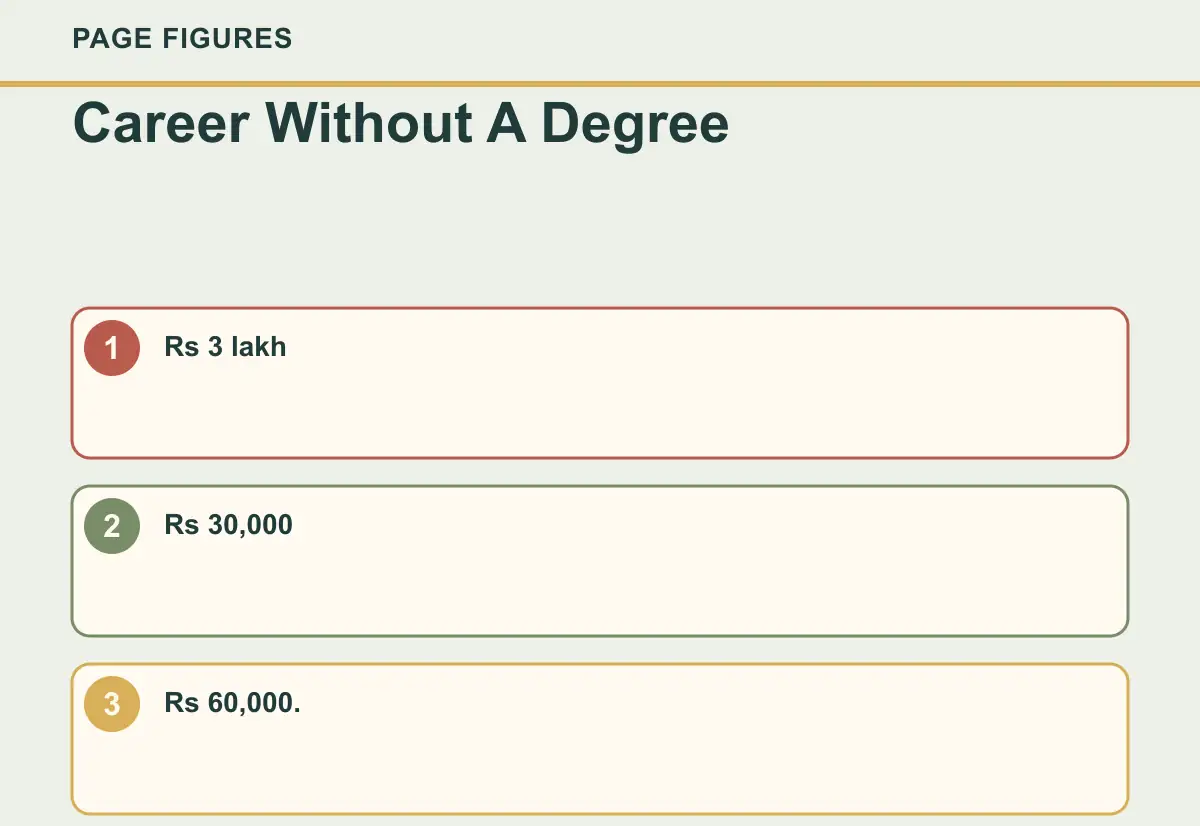 PAGE FIGURES
Career Without A Degree
1 Rs 3 lakh
2 Rs 30,000
3 Rs 60,000.